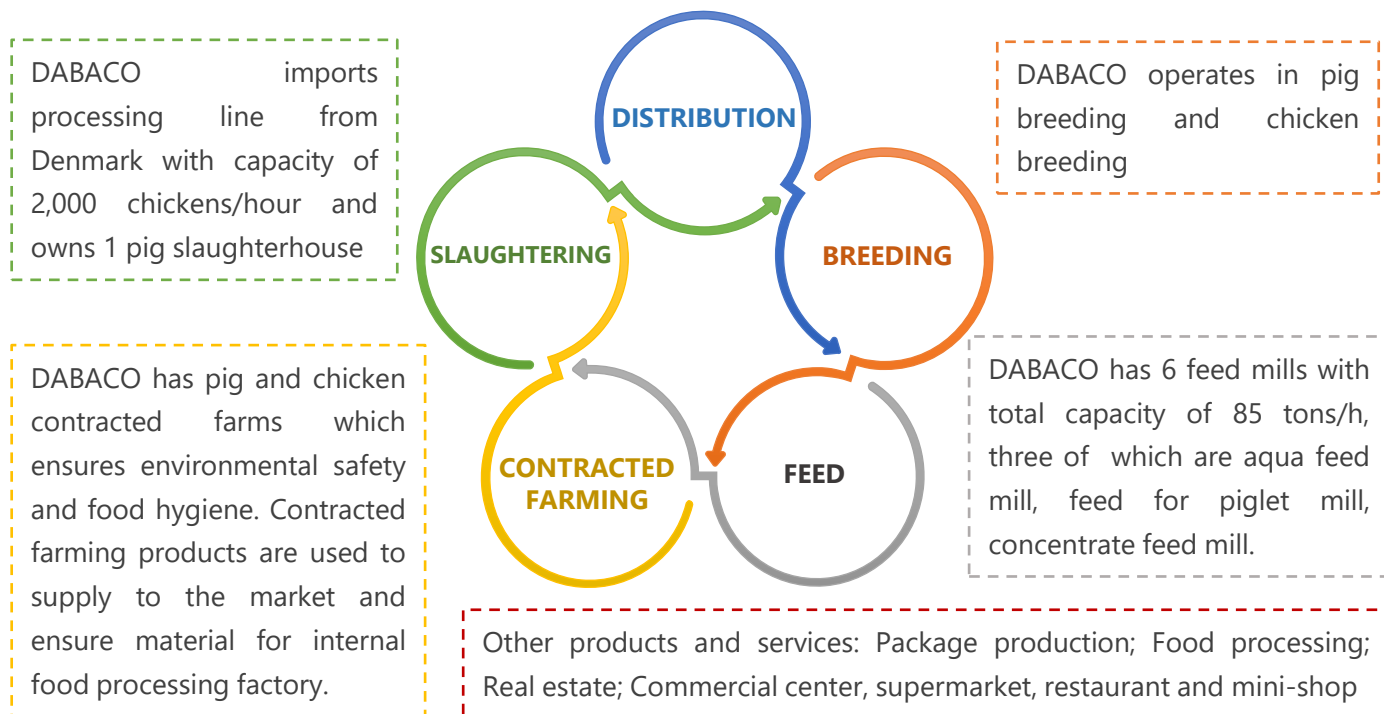 DABACO imports
processing line from
Denmark with capacity of
2,000 chickens/hour and
owns 1 pig slaughterhouse
DISTRIBUTION
DABACO operates in pig
breeding and chicken
breeding
SLAUGHTERING
BREEDING
DABACO has pig and chicken
contracted farms which
ensures environmental safety
and food hygiene. Contracted
farming products are used to
supply to the market and
ensure material for internal
food processing factory.
CONTRACTED
FARMING
FEED
DABACO has 6 feed mills with
total capacity of 85 tons/h,
three of which are aqua feed
mill, feed for piglet mill,
concentrate feed mill.
Other products and services: Package production; Food processing;
Real estate; Commercial center, supermarket, restaurant and mini-shop